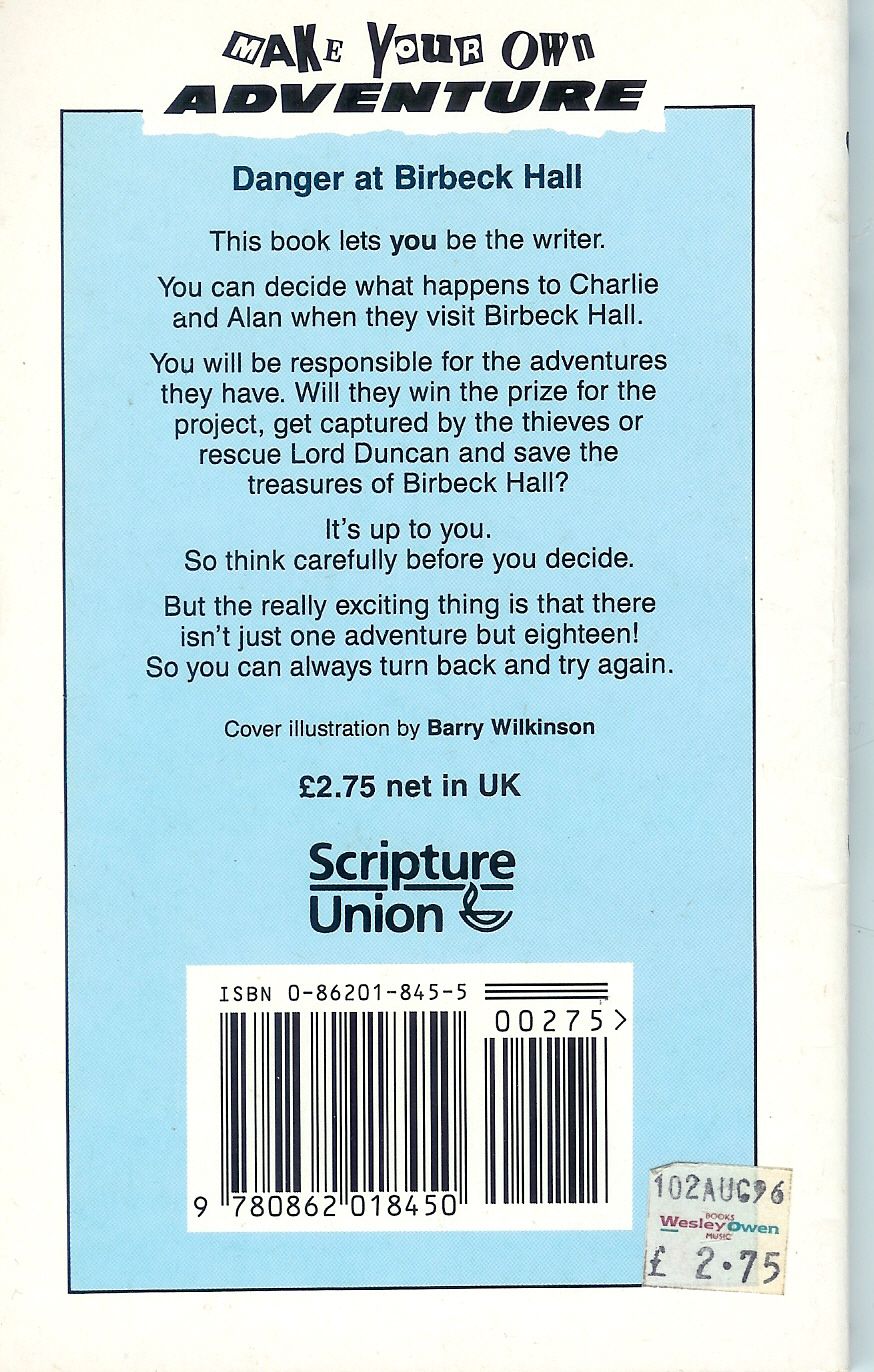 MAKE YOUR OWN
ADVENTURE
Danger at Birbeck Hall
This book lets you be the writer.
You can decide what happens to Charlie
and Alan when they visit Birbeck Hall.
You will be responsible for the adventures
they have. Will they win the prize for the
project, get captured by the thieves or
rescue Lord Duncan and save the
treasures of Birbeck Hall?
It's up to you.
So think carefully before you decide.
But the really exciting thing is that there
isn't just one adventure but eighteen!
So you can always turn back and try again.
Cover illustration by Barry Wilkinson
£2.75 net in UK
Scripture
Union
ISBN 0-86201-845-5
00275>
9 780862 018450
102AUG96
BOOKS
Wesley Owen
MUSIC
£ 2.75